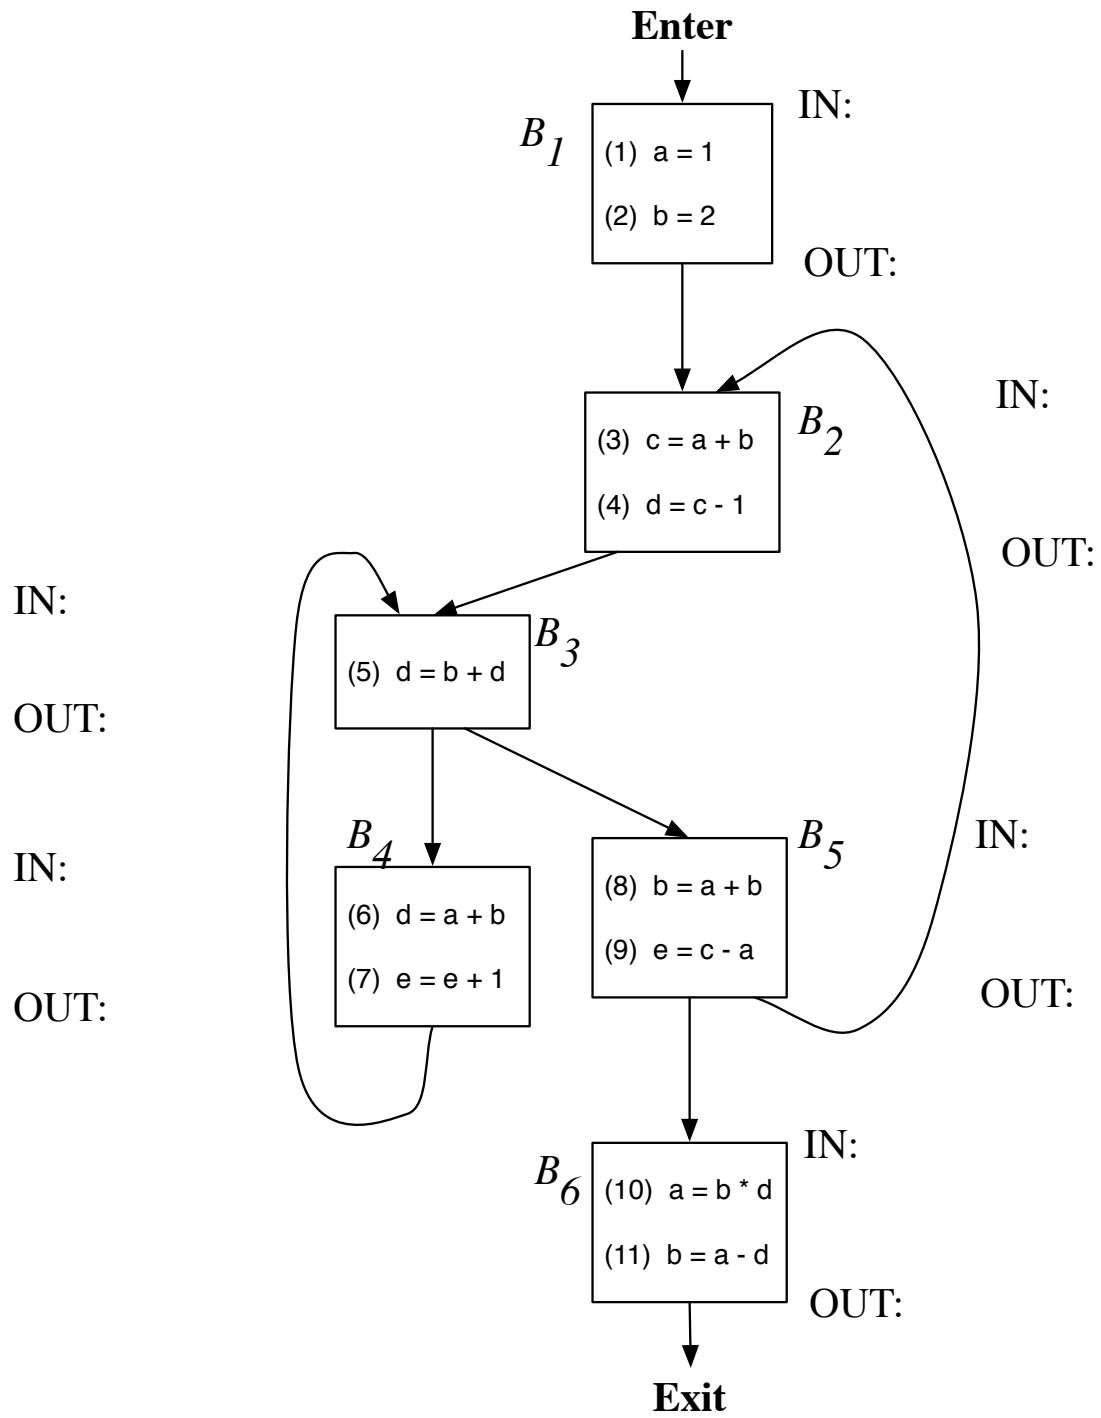 Enter
IN:
B1
(1) a = 1
(2) b = 2
OUT:
IN:
B2
(3) c = a + b
(4) d = c - 1
OUT:
IN:
B3
(5) d = b + d
OUT:
B4
B5
IN:
IN:
(8) b = a + b
(6) d = a + b
(9) e = c - a
(7) e = e + 1
OUT:
OUT:
IN:
B6
(10) a = b * d
(11) b = a - d
OUT:
Exit